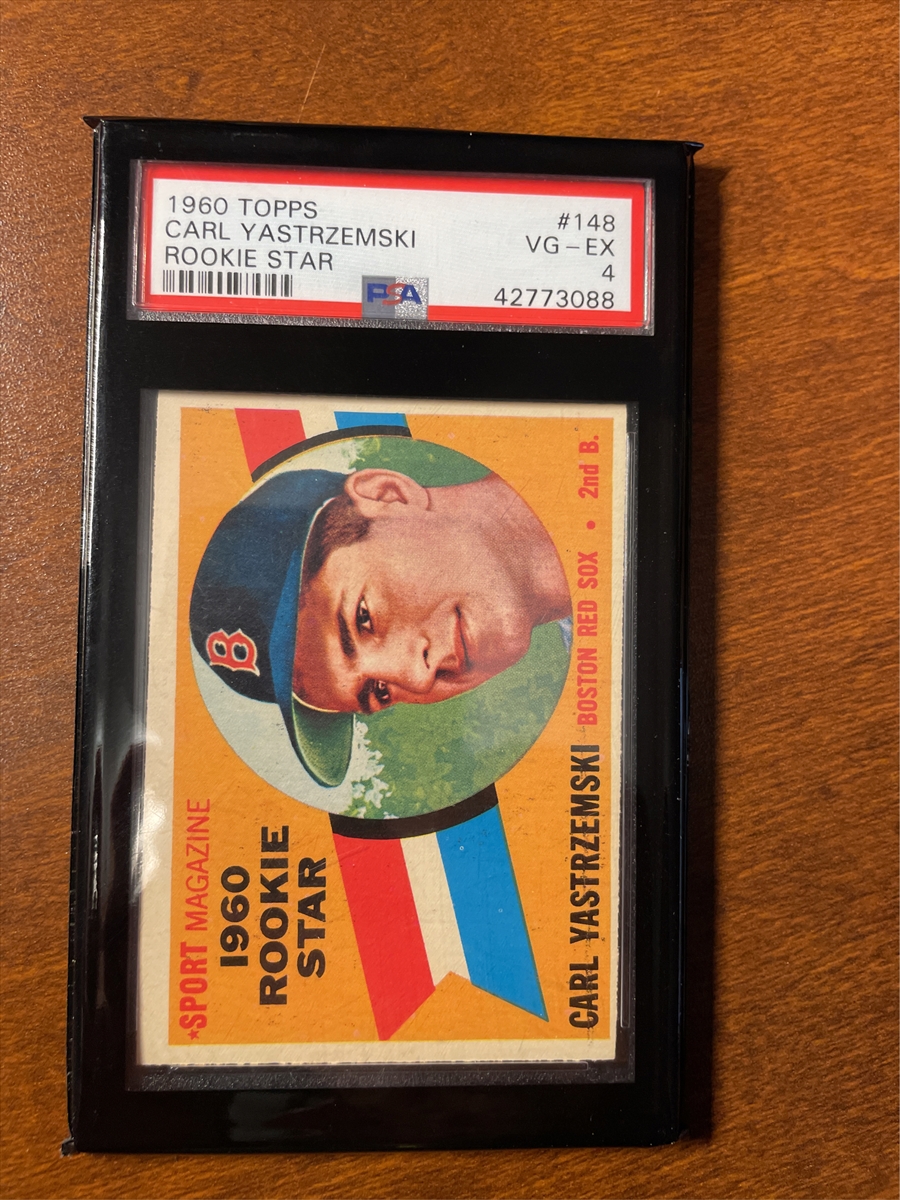 1960 TOPPS #148
CARL YASTRZEMSKI VG-EX
ROOKIE STAR 4
PSA 42773088
★SPORT MAGAZINE
1960
ROOKIE
STAR
B
CARL YASTRZEMSKI BOSTON RED SOX • 2nd B.